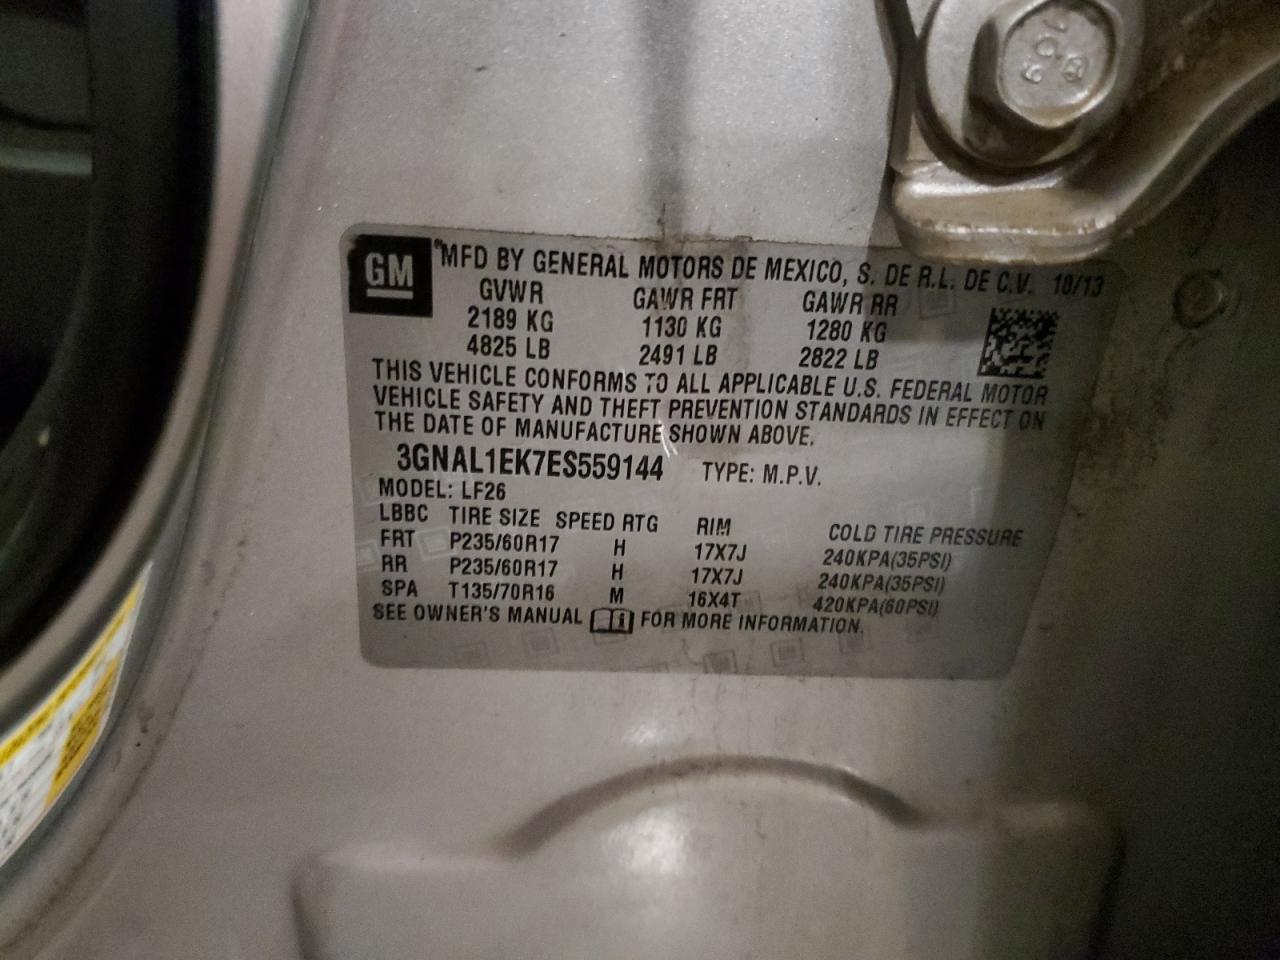 GM ®MFD BY GENERAL MOTORS DE MEXICO, S. DE R.L. DE C.V. 10/13
GVWR GAWR FRT GAWR RR
2189 KG 1130 KG 1280 KG
4825 LB 2491 LB 2822 LB
THIS VEHICLE CONFORMS TO ALL APPLICABLE U.S. FEDERAL MOTOR
VEHICLE SAFETY AND THEFT PREVENTION STANDARDS IN EFFECT ON
THE DATE OF MANUFACTURE SHOWN ABOVE.
3GNAL1EK7ES559144 TYPE: M.P.V.
MODEL: LF26
LBBC TIRE SIZE SPEED RTG RIM COLD TIRE PRESSURE
FRT P235/60R17 H 17X7J 240KPA(35PSI)
RR P235/60R17 H 17X7J 240KPA(35PSI)
SPA T135/70R16 M 16X4T 420KPA(60PSI)
SEE OWNER'S MANUAL FOR MORE INFORMATION.
10.9